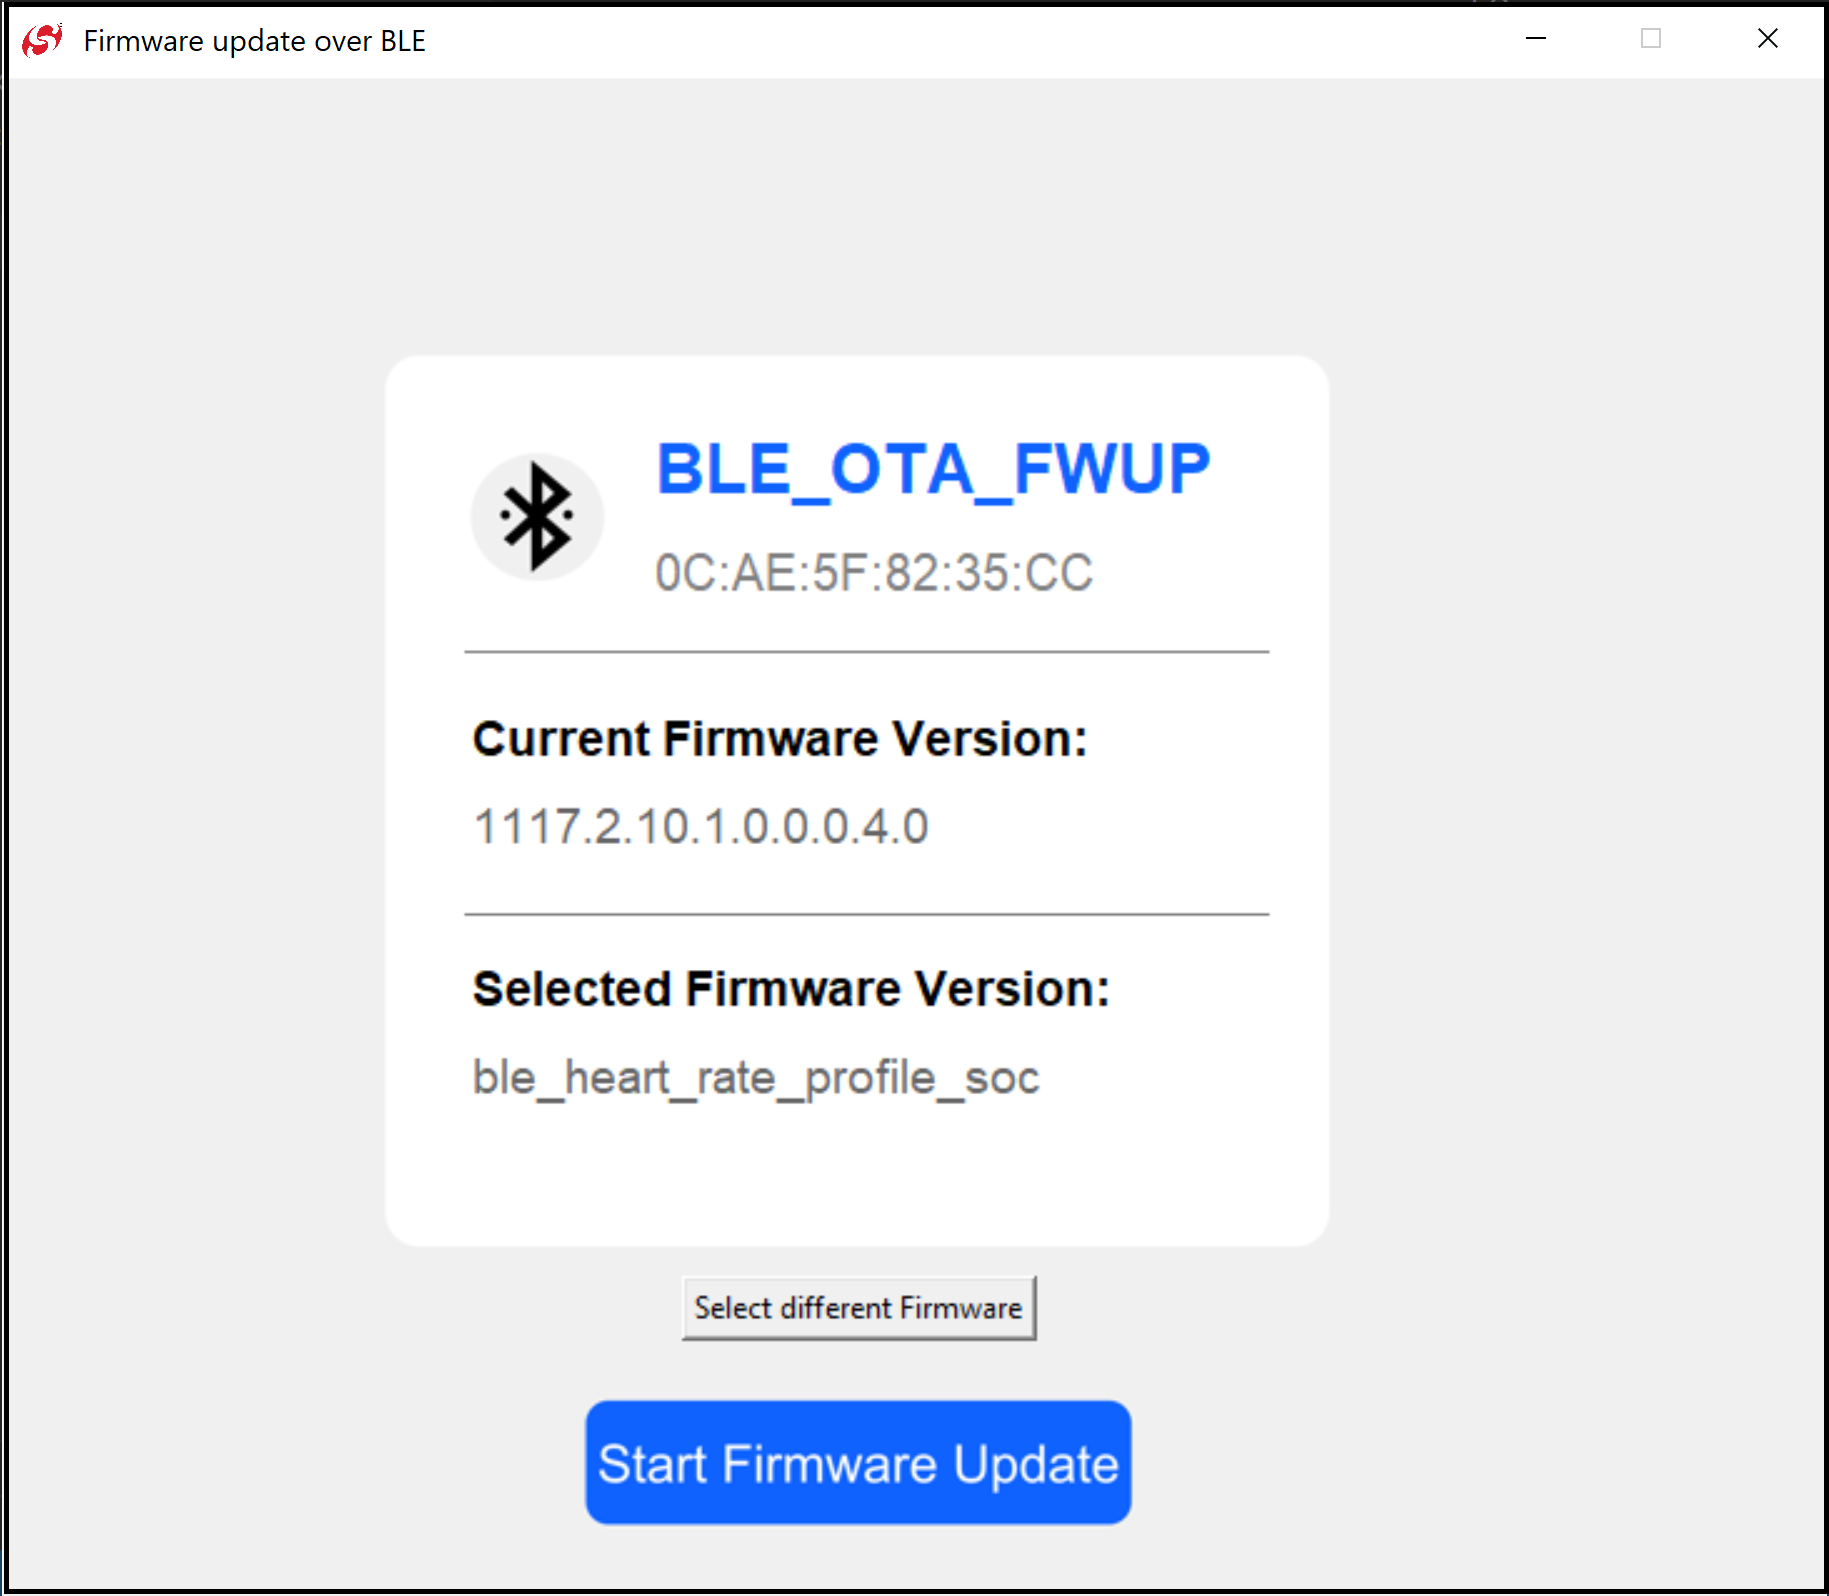 Firmware update over BLE
BLE_OTA_FWUP
0C:AE:5F:82:35:CC
Current Firmware Version:
1117.2.10.1.0.0.0.4.0
Selected Firmware Version:
ble_heart_rate_profile_soc
Select different Firmware
Start Firmware Update